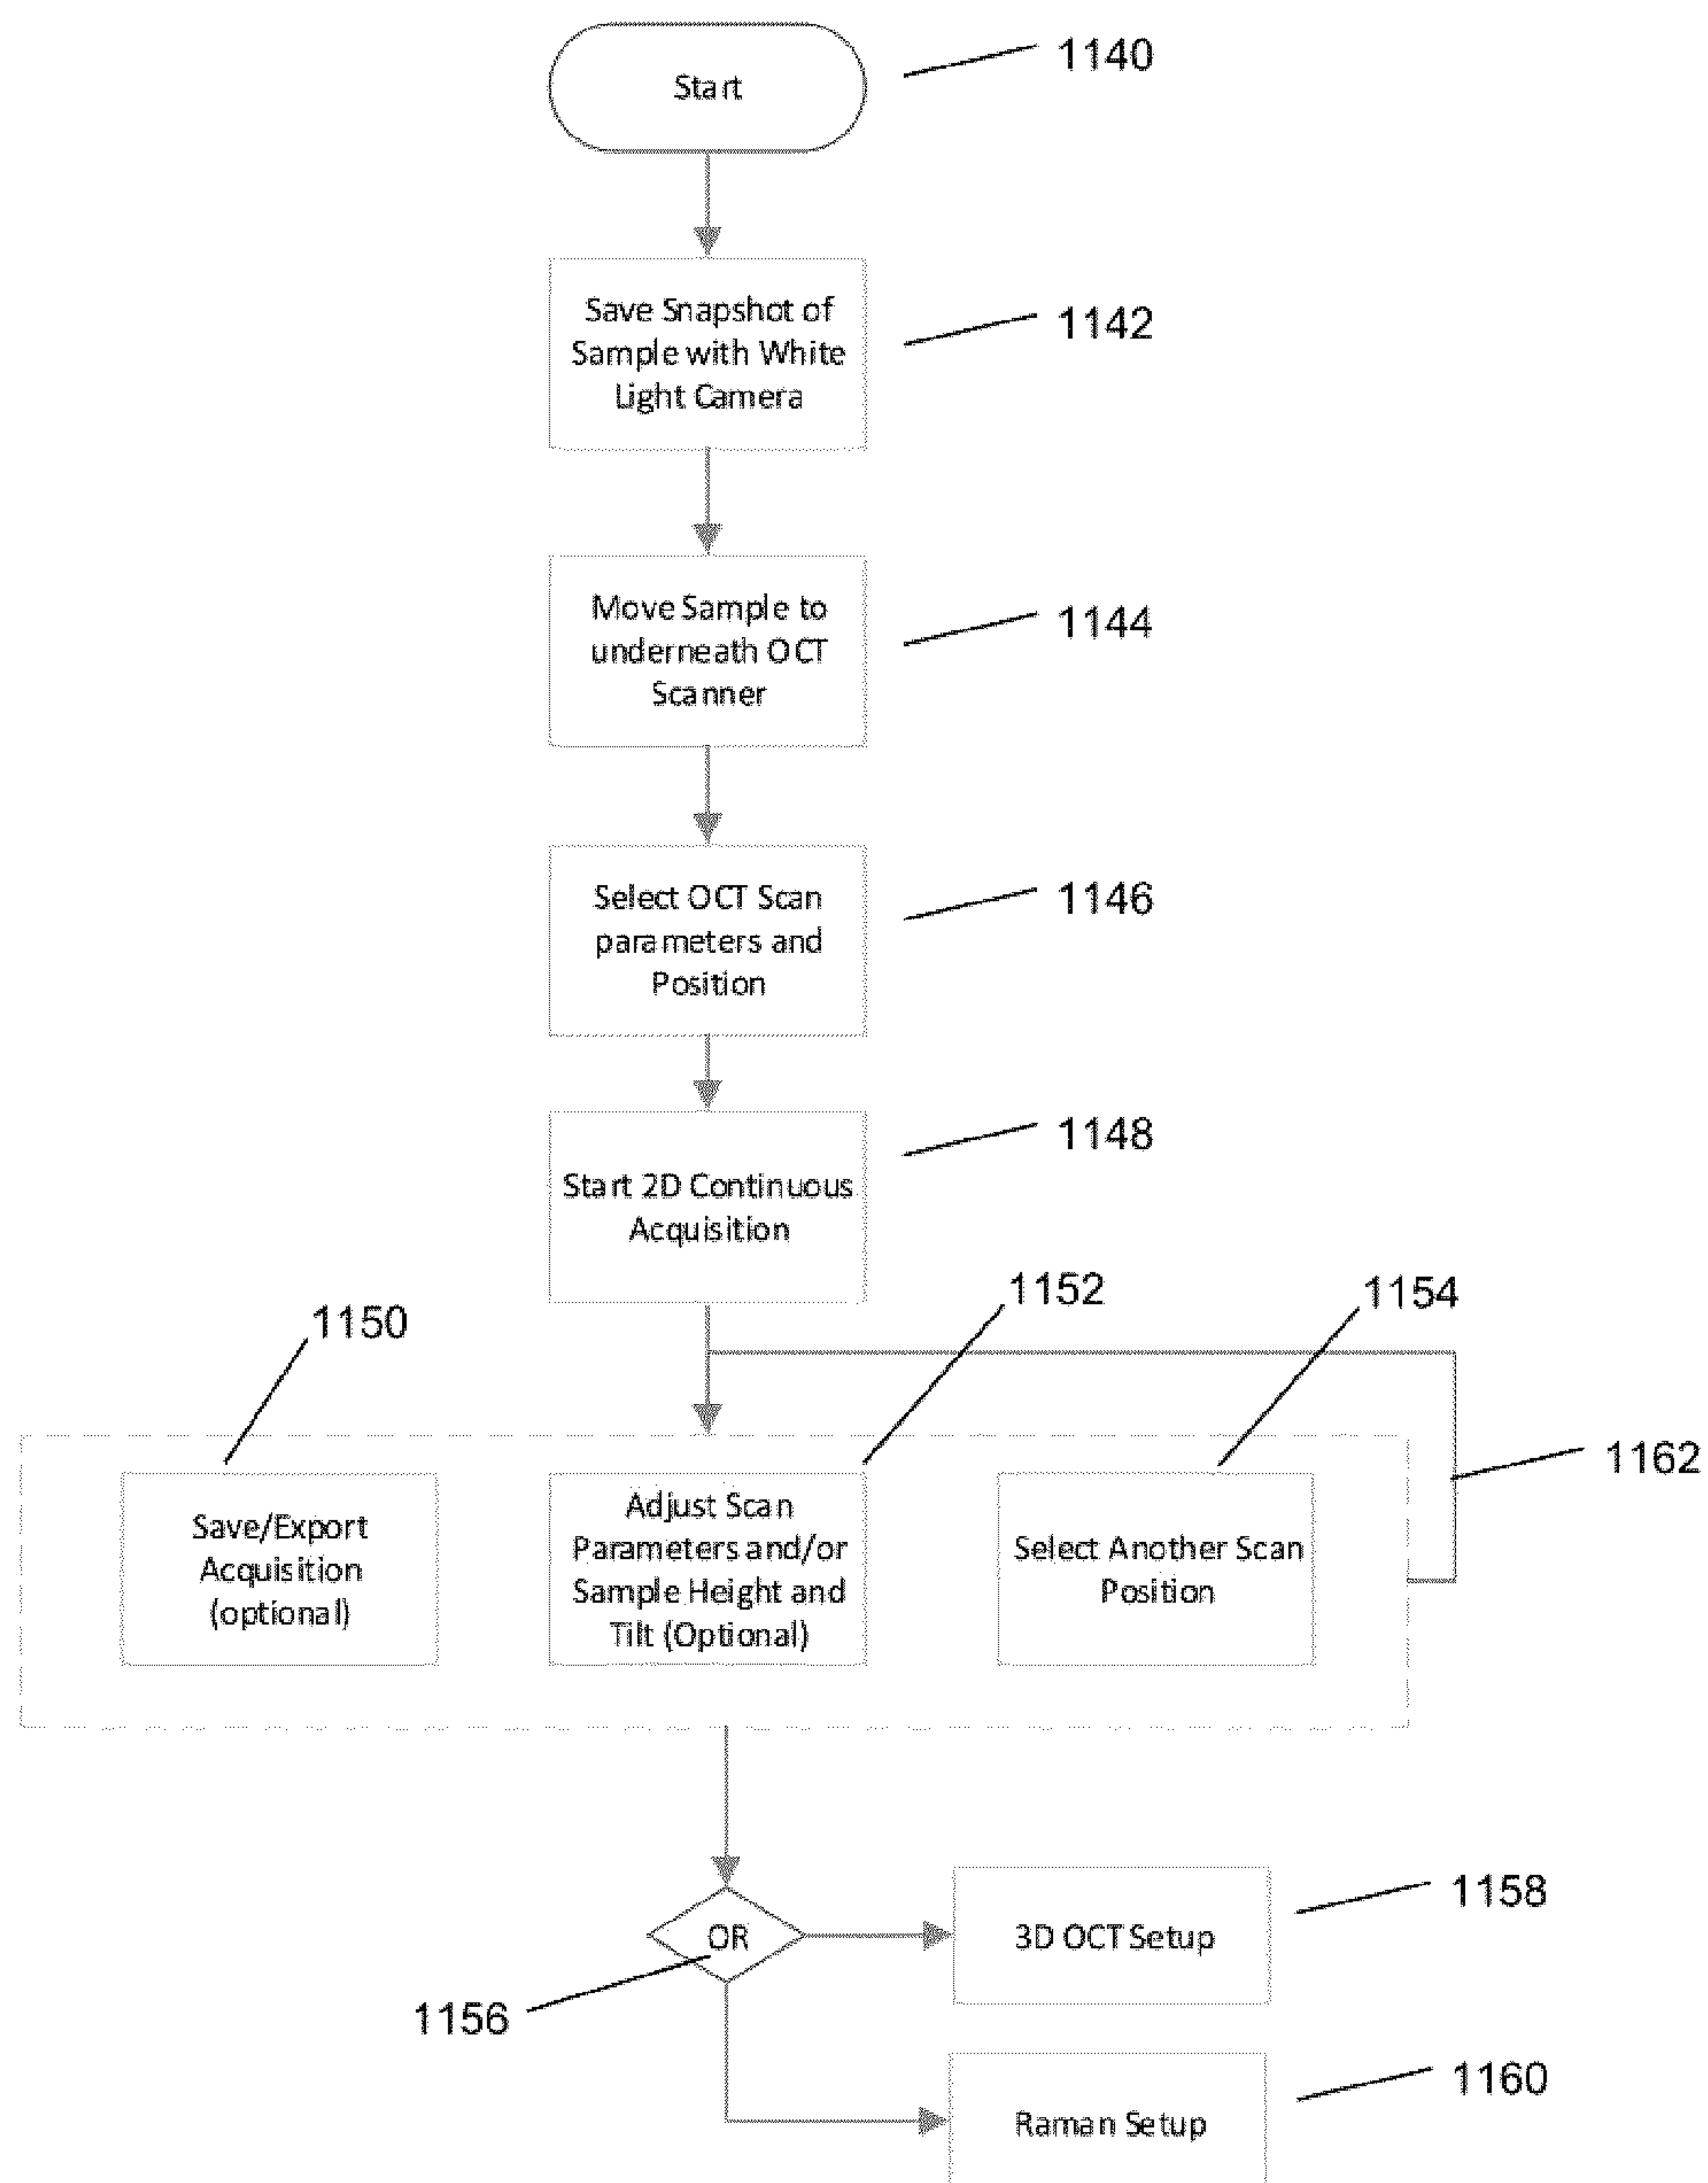 Start
1140
Save Snapshot of
Sample with White
Light Camera
1142
Move Sample to
underneath OCT
Scanner
1144
Select OCT Scan
parameters and
Position
1146
Start 2D Continuous
Acquisition
1148
1150
1152
1154
Save/Export
Acquisition
(optional)
Adjust Scan
Parameters and/or
Sample Height and
Tilt (Optional)
Select Another Scan
Position
1162
OR
1156
3D OCT Setup
1158
Raman Setup
1160